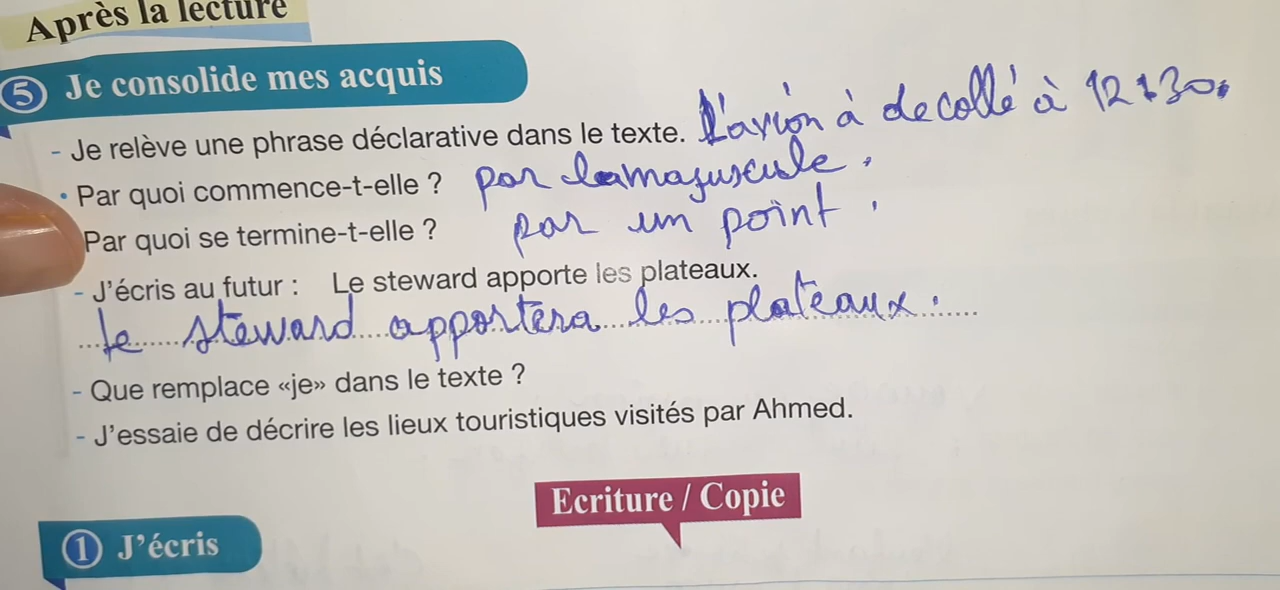 Après la lecture
5 Je consolide mes acquis
- Je relève une phrase déclarative dans le texte. L'avion à decollé à 12h30.
• Par quoi commence-t-elle ? par la majuscule.
Par quoi se termine-t-elle ? par un point.
- J'écris au futur : Le steward apporte les plateaux.
le steward apportera les plateaux.
- Que remplace «je» dans le texte ?
- J'essaie de décrire les lieux touristiques visités par Ahmed.
Ecriture / Copie
1 J'écris